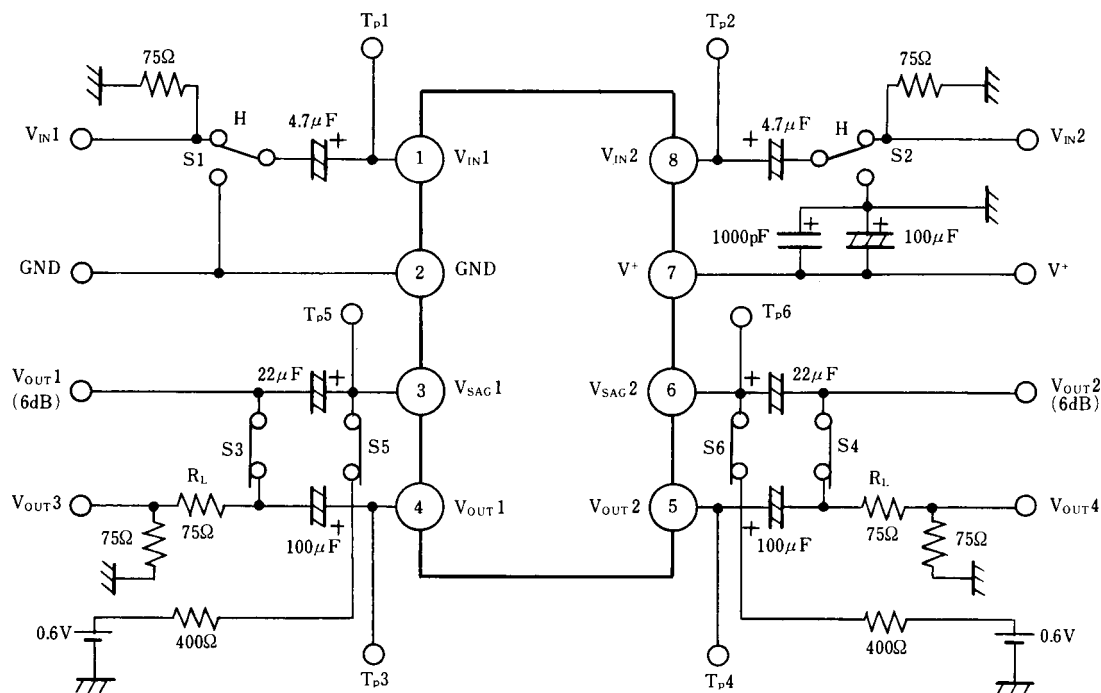 Tp1
Tp2
75Ω
75Ω
VIN1
H
4.7μF
+
1
VIN1
VIN2
8
+
4.7μF
H
VIN2
S1
S2
1000pF
+
+
100μF
GND
2
GND
V+
7
V+
Tp5
Tp6
VOUT1
(6dB)
22μF
+
3
VSAG1
VSAG2
6
+
22μF
VOUT2
(6dB)
S3
S5
S6
S4
VOUT3
RL
75Ω
75Ω
100μF
+
4
VOUT1
VOUT2
5
+
100μF
RL
75Ω
75Ω
VOUT4
0.6V
400Ω
Tp3
Tp4
400Ω
0.6V